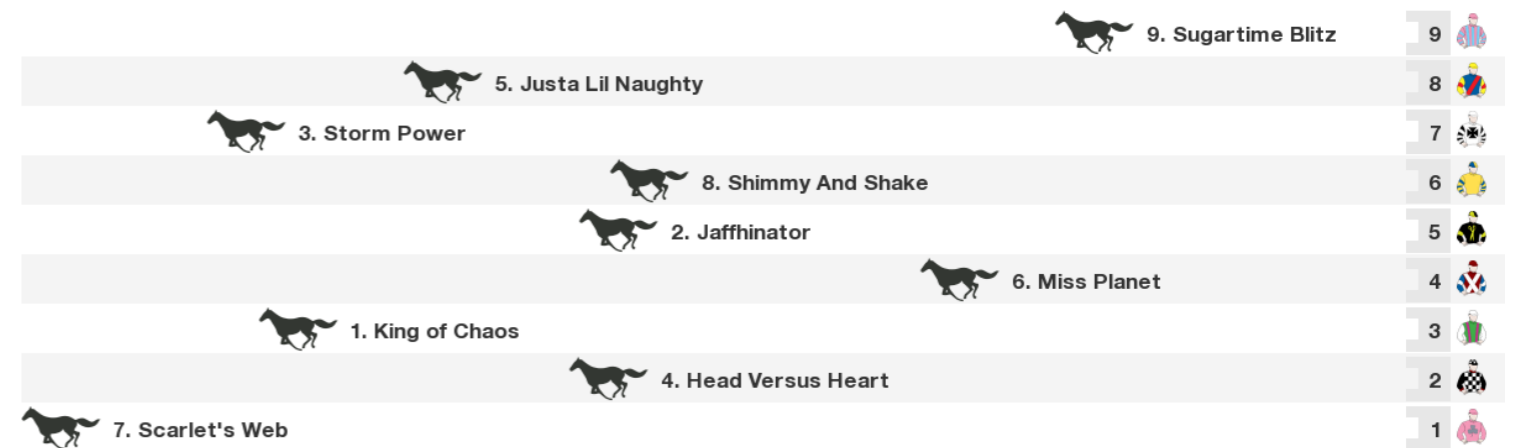 9. Sugartime Blitz 9
5. Justa Lil Naughty 8
3. Storm Power 7
8. Shimmy And Shake 6
2. Jaffhinator 5
6. Miss Planet 4
1. King of Chaos 3
4. Head Versus Heart 2
7. Scarlet's Web 1